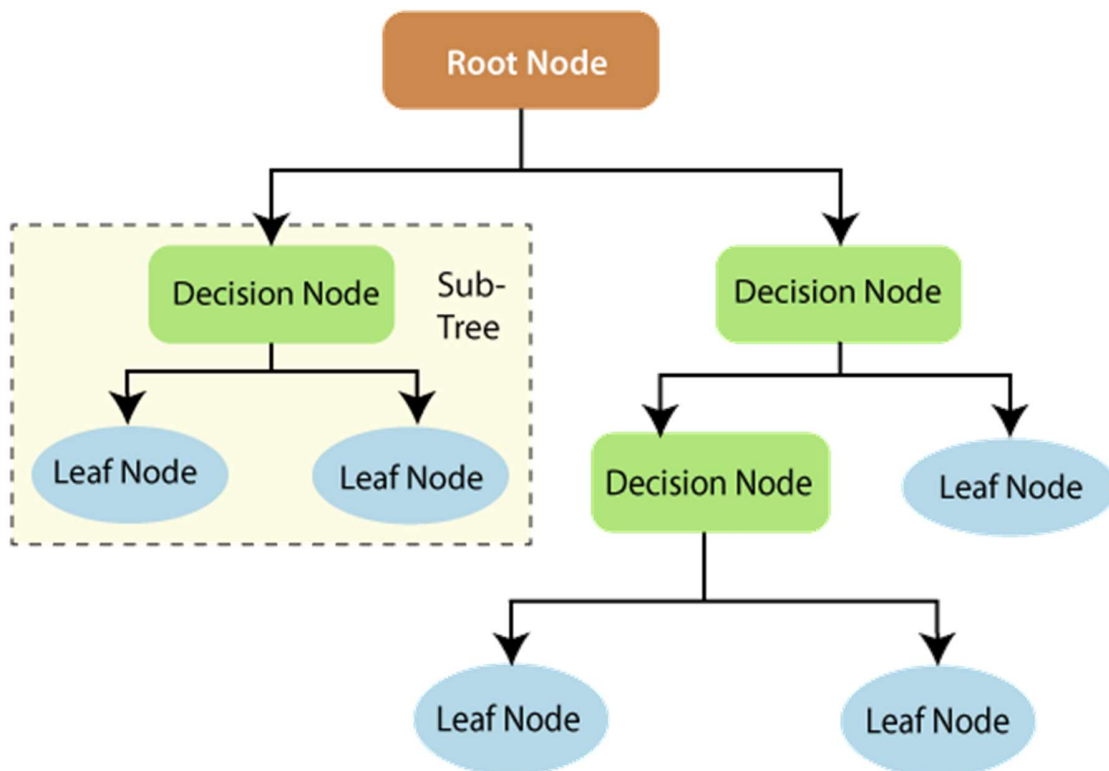 Root Node
Decision Node
Sub-
Tree
Decision Node
Leaf Node
Leaf Node
Decision Node
Leaf Node
Leaf Node
Leaf Node